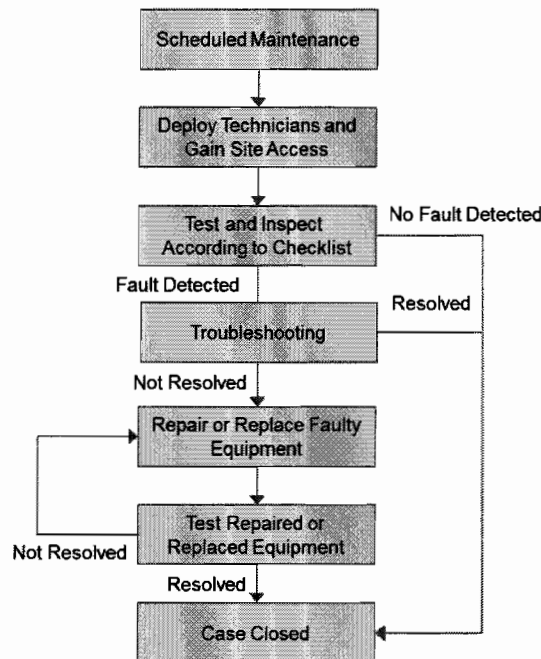 Scheduled Maintenance
Deploy Technicians and
Gain Site Access
Test and Inspect
According to Checklist
No Fault Detected
Fault Detected
Troubleshooting
Resolved
Not Resolved
Repair or Replace Faulty
Equipment
Test Repaired or
Replaced Equipment
Not Resolved
Resolved
Case Closed